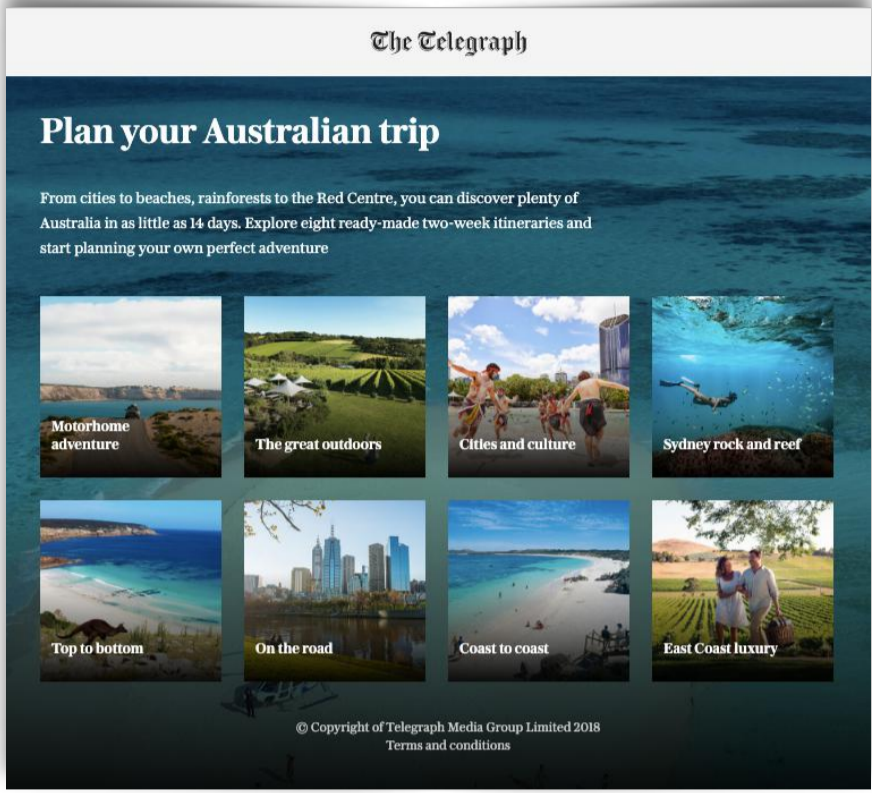 The Telegraph
Plan your Australian trip
From cities to beaches, rainforests to the Red Centre, you can discover plenty of
Australia in as little as 14 days. Explore eight ready-made two-week itineraries and
start planning your own perfect adventure
Motorhome
adventure
The great outdoors
Cities and culture
Sydney rock and reef
Top to bottom
On the road
Coast to coast
East Coast luxury
© Copyright of Telegraph Media Group Limited 2018
Terms and conditions